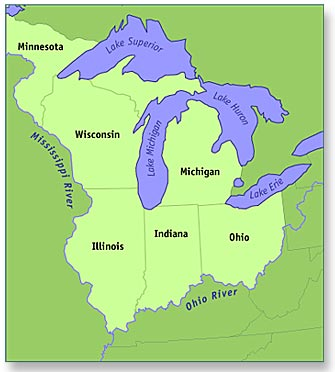 Minnesota
Lake Superior
Wisconsin
Lake Michigan
Lake Huron
Mississippi River
Michigan
Lake Erie
Illinois
Indiana
Ohio
Ohio River